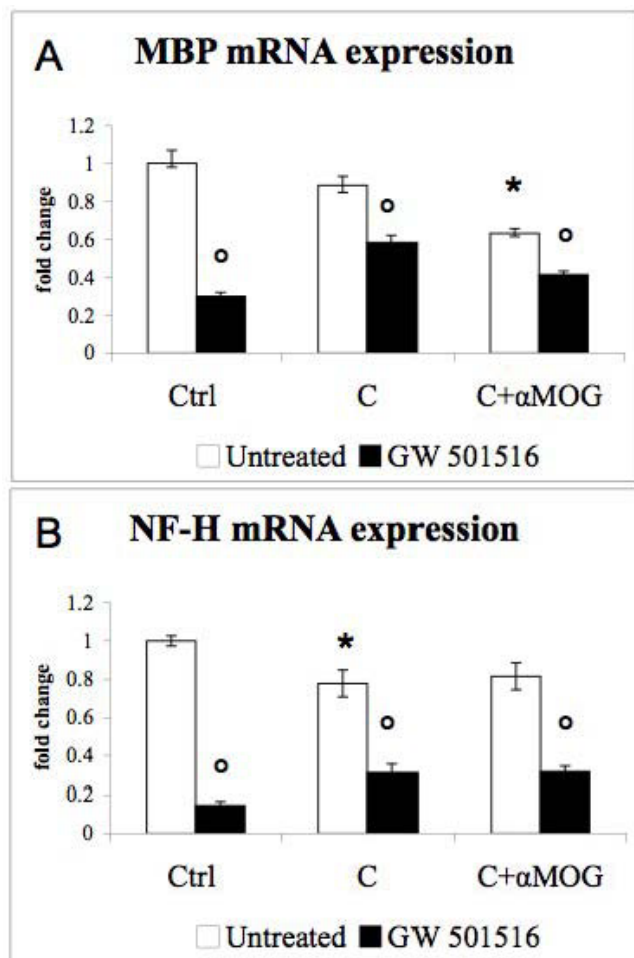 A MBP mRNA expression
fold change
1.2
1
0.8
0.6
0.4
0.2
0
*
Ctrl C C+αMOG
Untreated GW 501516
B NF-H mRNA expression
fold change
1.2
1
0.8
0.6
0.4
0.2
0
*
Ctrl C C+αMOG
Untreated GW 501516